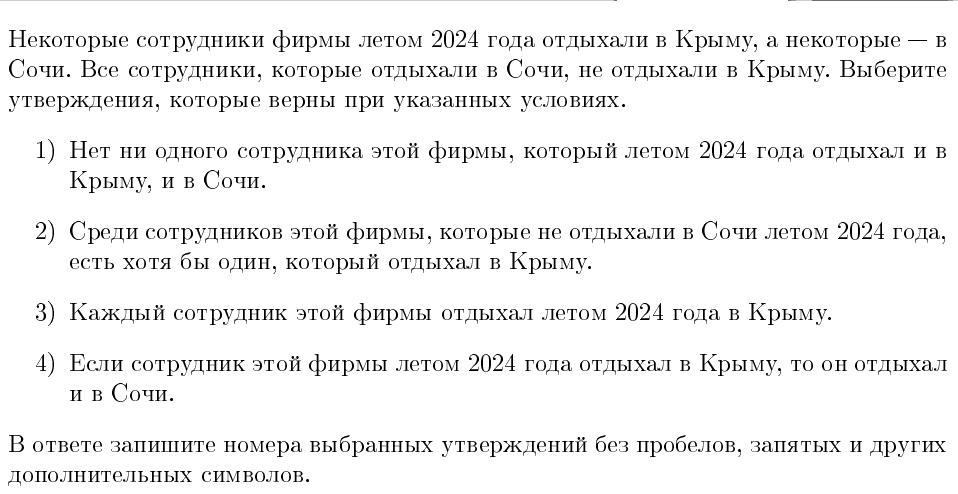 Некоторые сотрудники фирмы летом 2024 года отдыхали в Крыму, а некоторые — в
Сочи. Все сотрудники, которые отдыхали в Сочи, не отдыхали в Крыму. Выберите
утверждения, которые верны при указанных условиях.
1) Нет ни одного сотрудника этой фирмы, который летом 2024 года отдыхал и в
Крыму, и в Сочи.
2) Среди сотрудников этой фирмы, которые не отдыхали в Сочи летом 2024 года,
есть хотя бы один, который отдыхал в Крыму.
3) Каждый сотрудник этой фирмы отдыхал летом 2024 года в Крыму.
4) Если сотрудник этой фирмы летом 2024 года отдыхал в Крыму, то он отдыхал
и в Сочи.
В ответе запишите номера выбранных утверждений без пробелов, запятых и других
дополнительных символов.